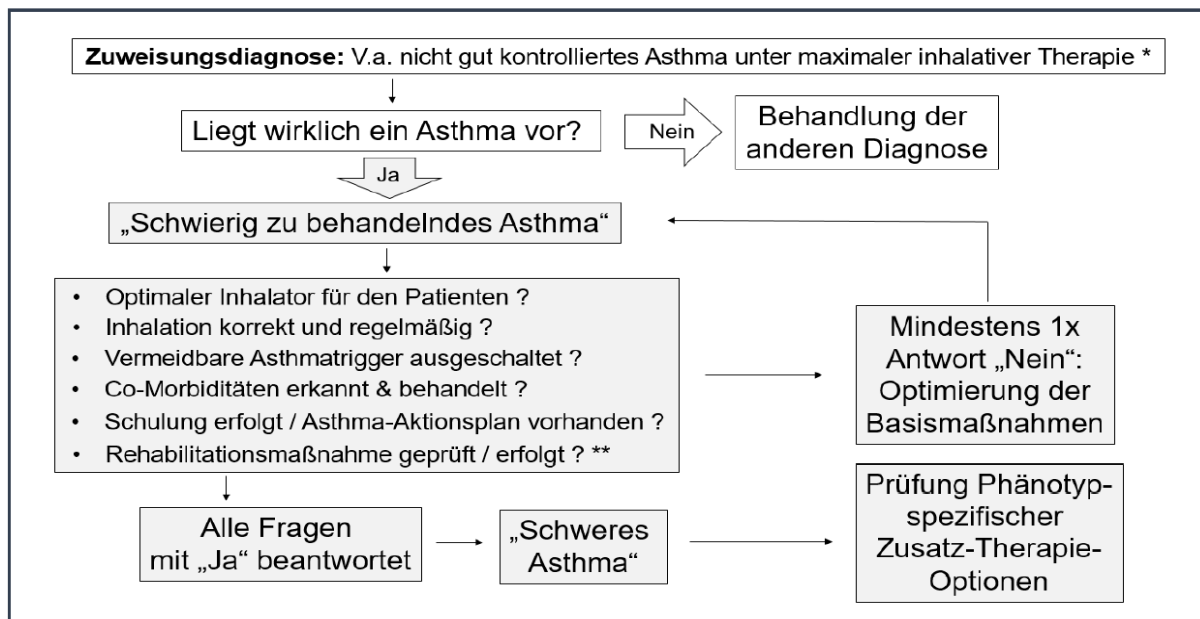 Zuweisungsdiagnose: V.a. nicht gut kontrolliertes Asthma unter maximaler inhalativer Therapie *
Liegt wirklich ein Asthma vor?
Nein
Behandlung der
anderen Diagnose
Ja
„Schwierig zu behandelndes Asthma“
• Optimaler Inhalator für den Patienten ?
• Inhalation korrekt und regelmäßig ?
• Vermeidbare Asthmatrigger ausgeschaltet ?
• Co-Morbiditäten erkannt & behandelt ?
• Schulung erfolgt / Asthma-Aktionsplan vorhanden ?
• Rehabilitationsmaßnahme geprüft / erfolgt ? **
Mindestens 1x
Antwort „Nein“:
Optimierung der
Basismaßnahmen
Alle Fragen
mit „Ja“ beantwortet
„Schweres
Asthma“
Prüfung Phänotyp-
spezifischer
Zusatz-Therapie-
Optionen